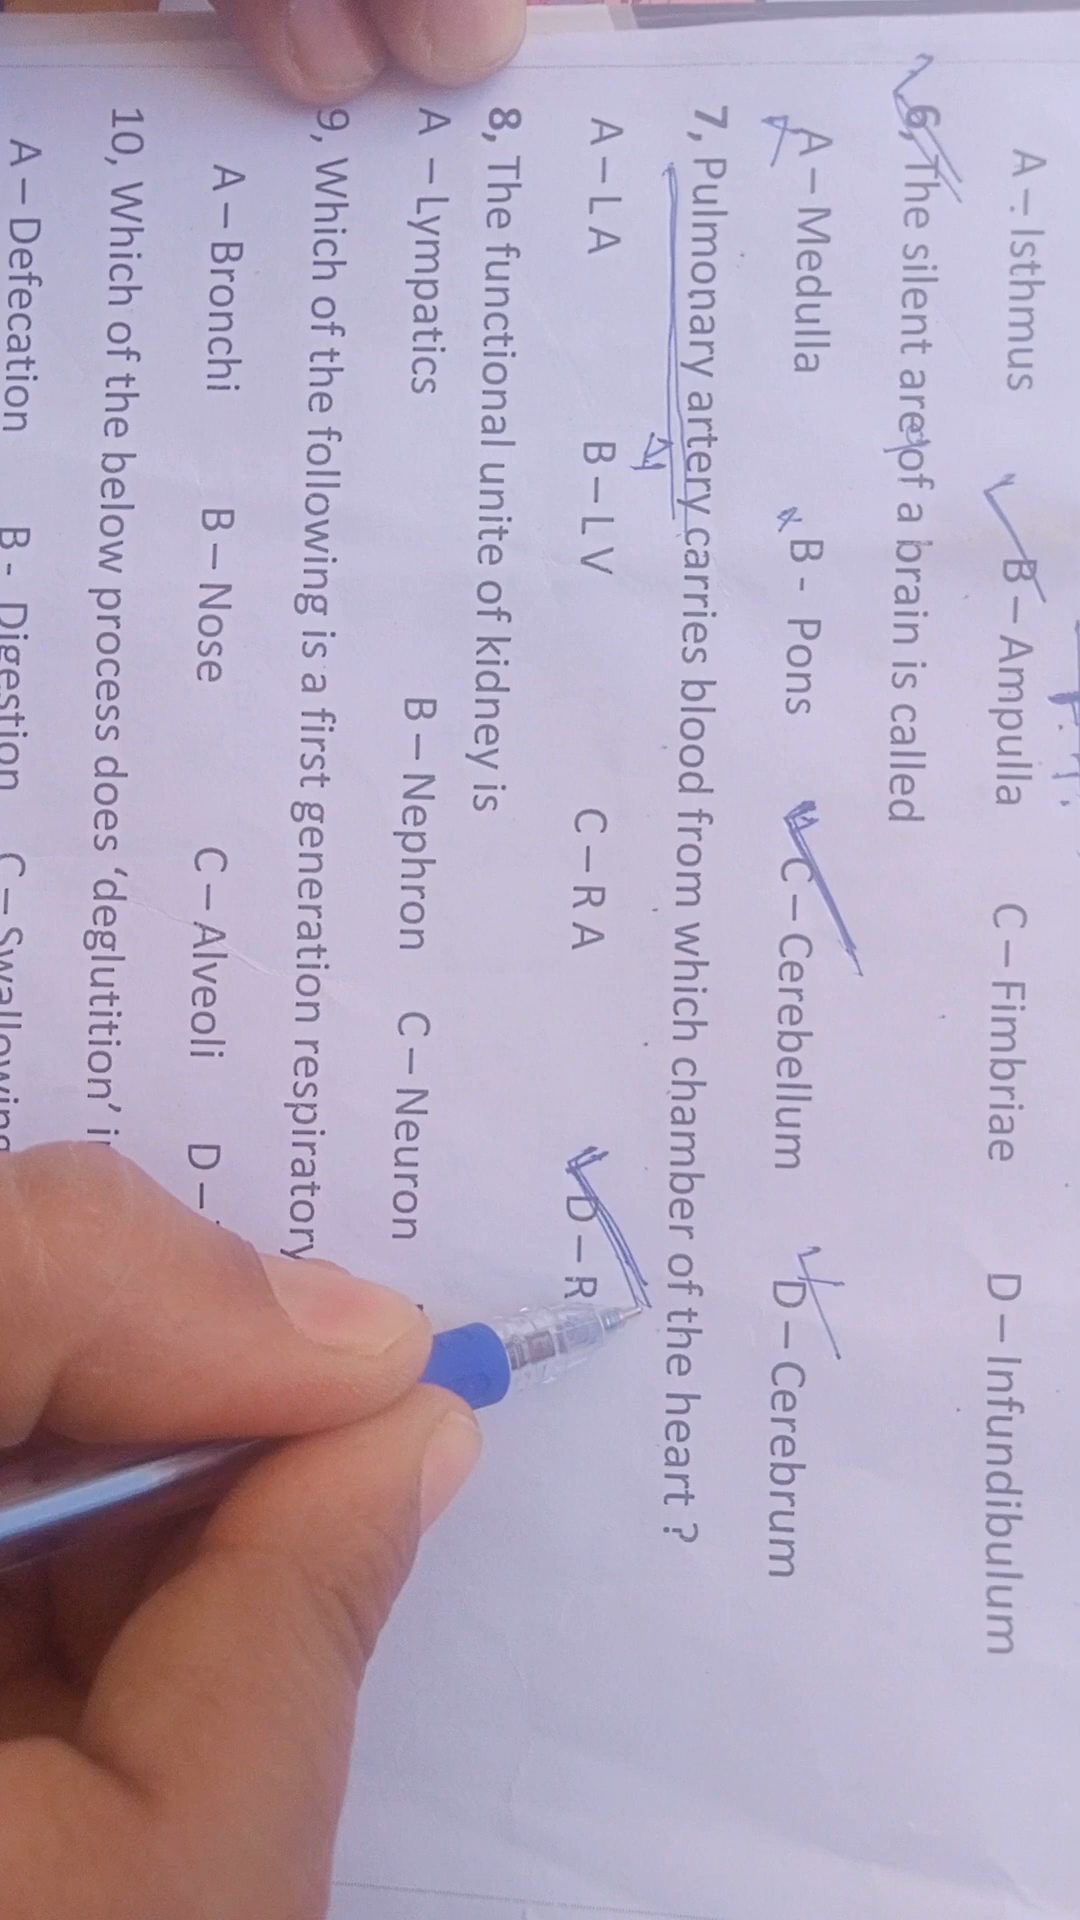 A – Isthmus B – Ampulla C – Fimbriae D – Infundibulum
6, The silent are of a brain is called
A – Medulla B - Pons C – Cerebellum D – Cerebrum
7, Pulmonary artery carries blood from which chamber of the heart ?
A – L A B – L V C – R A D – R
8, The functional unite of kidney is
A – Lympatics B – Nephron C – Neuron
9, Which of the following is a first generation respiratory
A – Bronchi B – Nose C – Alveoli D –
10, Which of the below process does ‘deglutition’
A – Defecation B - Digestion C – Swallowing